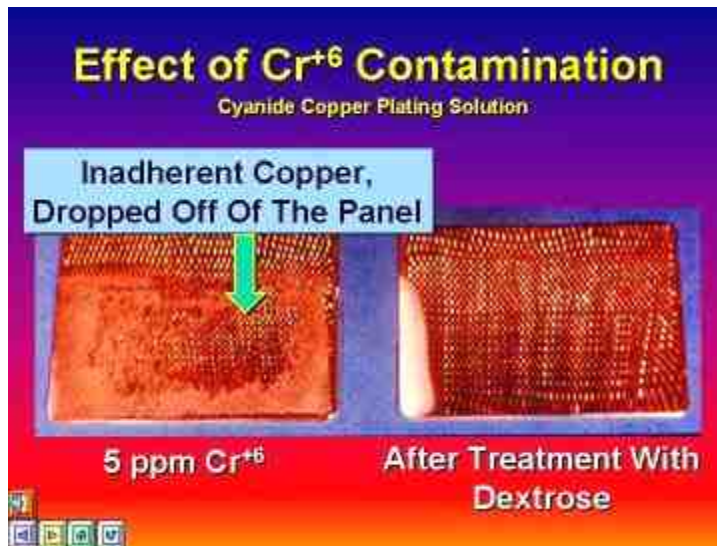 Effect of Cr+6 Contamination
Cyanide Copper Plating Solution
Inadherent Copper,
Dropped Off Of The Panel
5 ppm Cr+6
After Treatment With
Dextrose